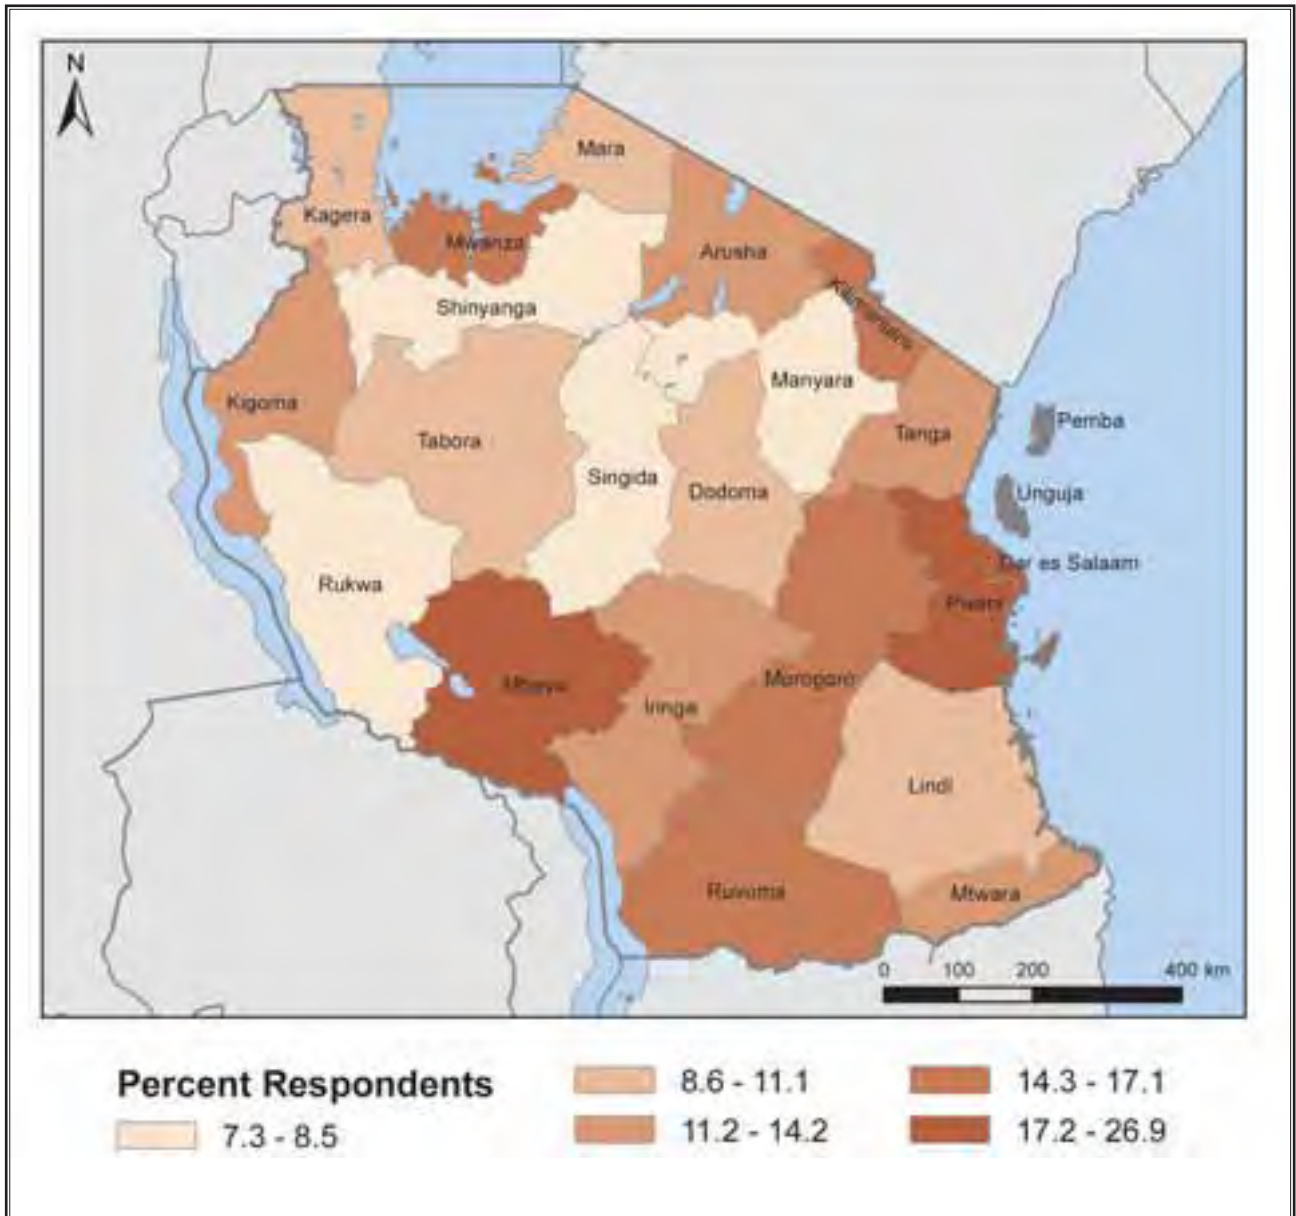 N
Mara
Kagera
Mwanza
Arusha
Shinyanga
Kilimanjaro
Manyara
Kigoma
Pemba
Tabora
Tanga
Singida
Dodoma
Unguja
Dar es Salaam
Rukwa
Pwani
Mbeya
Morogoro
Iringa
Lindi
Ruvuma
Mtwara
0 100 200 400 km
Percent Respondents
7.3 - 8.5
8.6 - 11.1
11.2 - 14.2
14.3 - 17.1
17.2 - 26.9